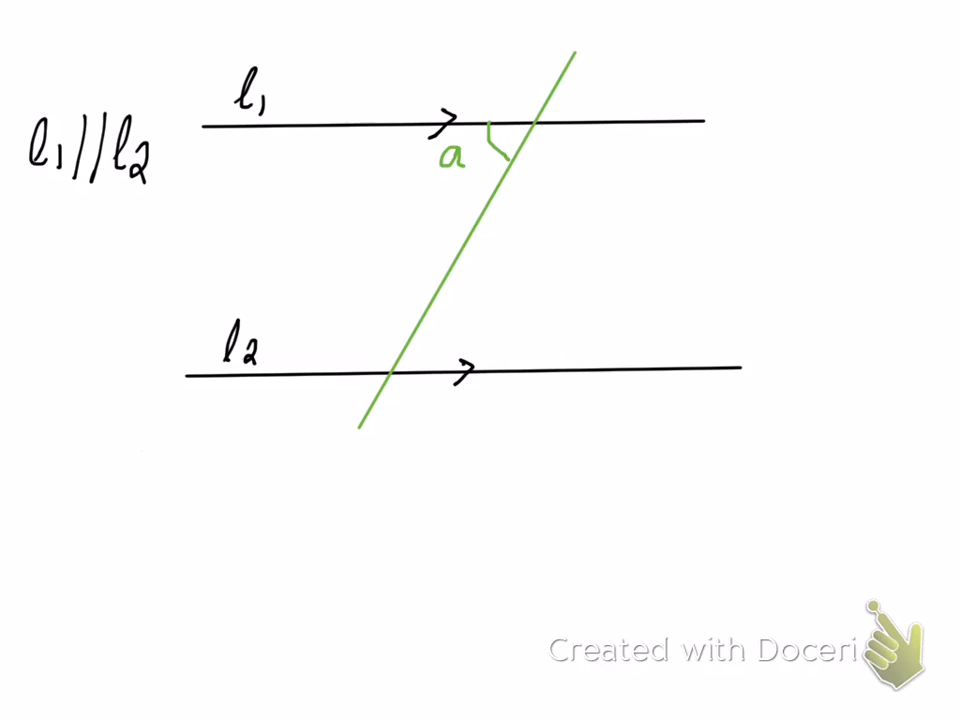 l₁
l₁//l₂
a
l₂
Created with Doceri